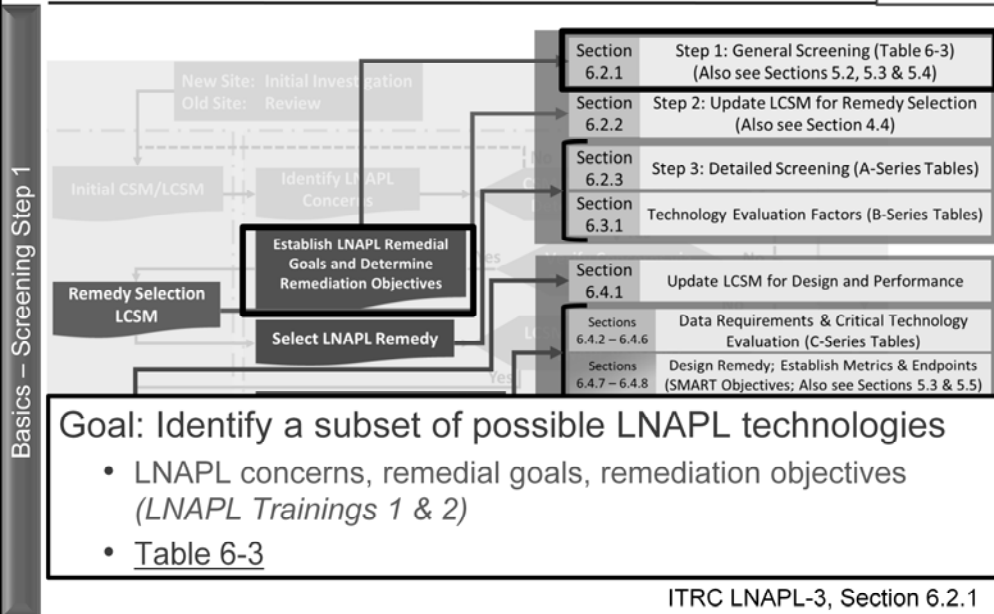 Basics – Screening Step 1
New Site: Initial Investigation
Old Site: Review
Initial CSM/LCSM
Identify LNAPL
Concerns
No
Establish LNAPL Remedial
Goals and Determine
Remediation Objectives
Yes
No
Remedy Selection
LCSM
Select LNAPL Remedy
Yes
Section
6.2.1
Step 1: General Screening (Table 6-3)
(Also see Sections 5.2, 5.3 & 5.4)
Section
6.2.2
Step 2: Update LCSM for Remedy Selection
(Also see Section 4.4)
Section
6.2.3
Step 3: Detailed Screening (A-Series Tables)
Section
6.3.1
Technology Evaluation Factors (B-Series Tables)
Section
6.4.1
Update LCSM for Design and Performance
Sections
6.4.2 – 6.4.6
Data Requirements & Critical Technology
Evaluation (C-Series Tables)
Sections
6.4.7 – 6.4.8
Design Remedy; Establish Metrics & Endpoints
(SMART Objectives; Also see Sections 5.3 & 5.5)
Goal: Identify a subset of possible LNAPL technologies
• LNAPL concerns, remedial goals, remediation objectives
(LNAPL Trainings 1 & 2)
• Table 6-3
ITRC LNAPL-3, Section 6.2.1